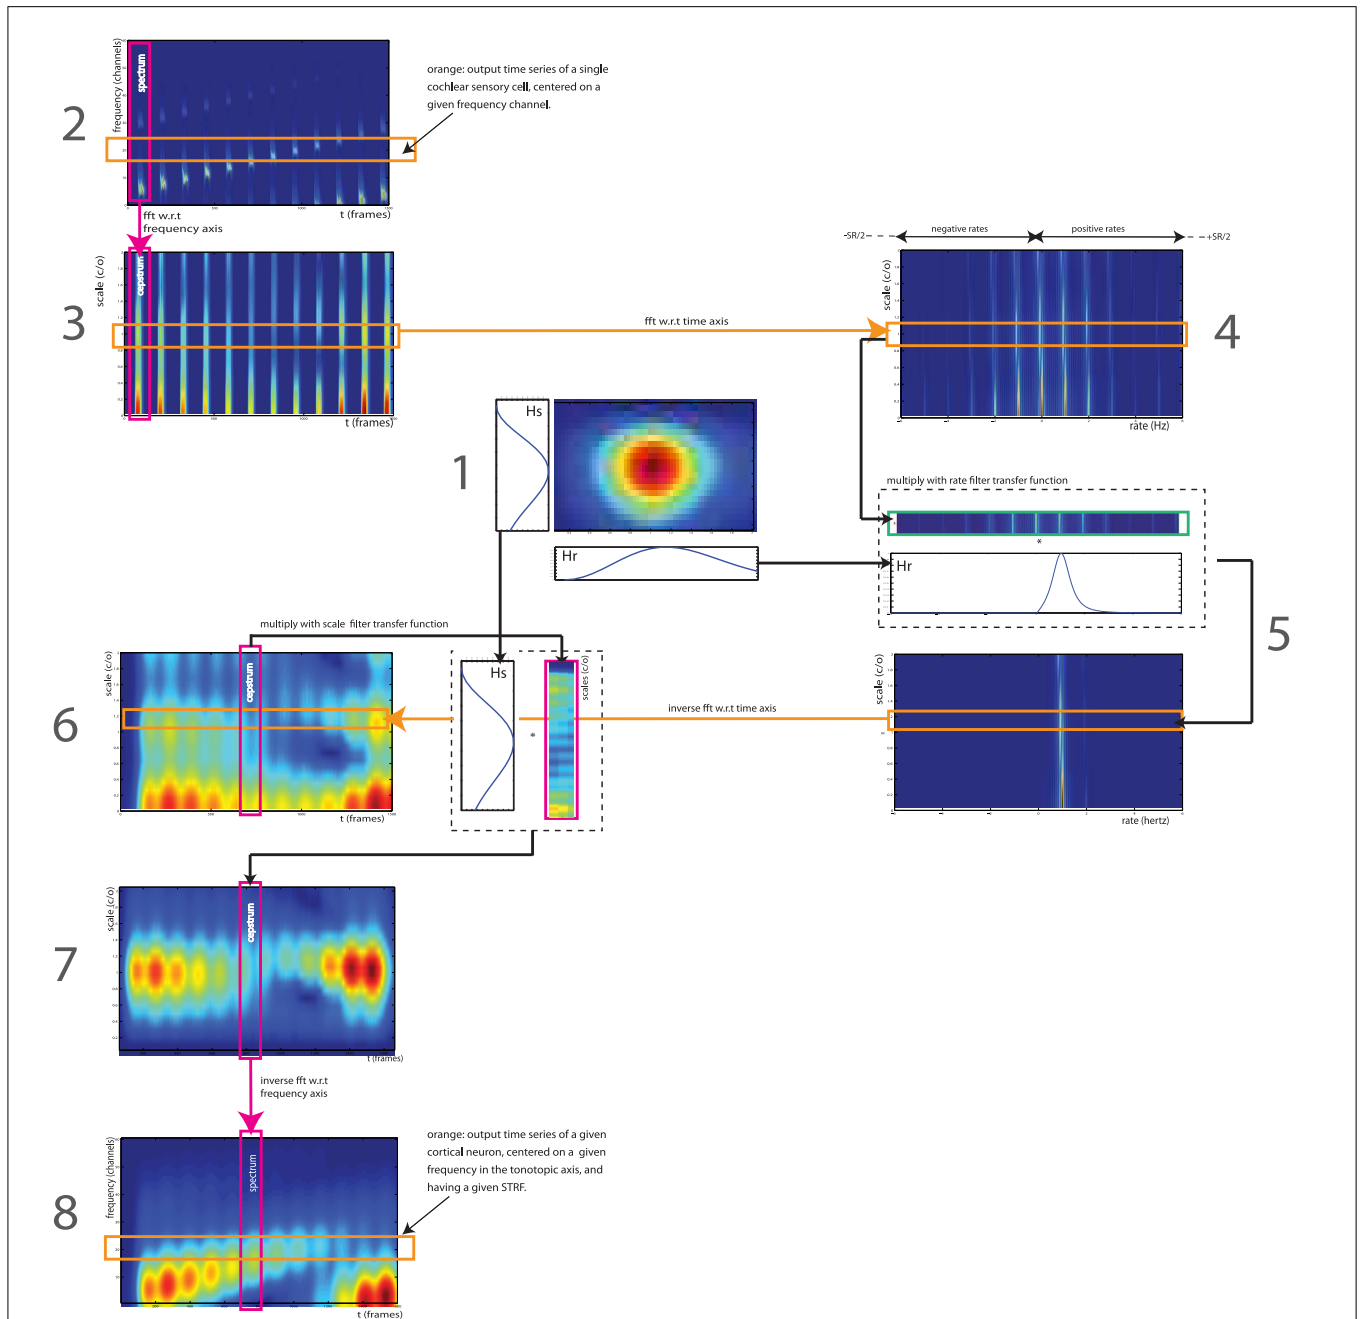 2
frequency (channels)
spectrum
t (frames)
orange: output time series of a single
cochlear sensory cell, centered on a
given frequency channel.
fft w.r.t
frequency axis
3
scale (c/o)
cepstrum
t (frames)
fft w.r.t time axis
-SR/2
negative rates
positive rates
+SR/2
scale (c/o)
4
rate (Hz)
1
Hs
Hr
multiply with rate filter transfer function
*
Hr
5
multiply with scale filter transfer function
6
scale (c/o)
cepstrum
t (frames)
Hs
*
scales (c/o)
inverse fft w.r.t time axis
scale (c/o)
rate (hertz)
7
scale (c/o)
cepstrum
t (frames)
inverse fft w.r.t
frequency axis
8
frequency (channels)
spectrum
t (frames)
orange: output time series of a given
cortical neuron, centered on a given
frequency in the tonotopic axis, and
having a given STRF.